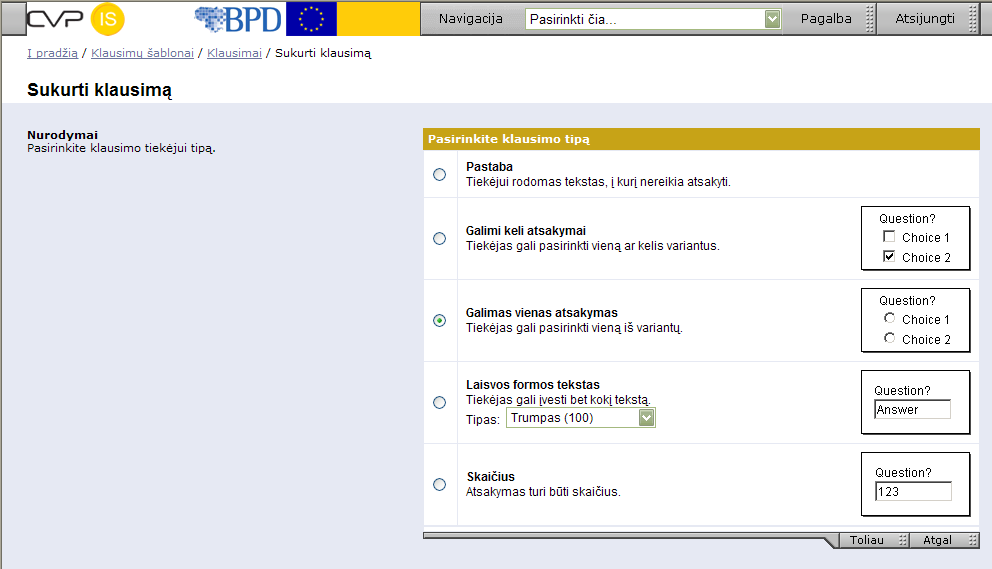 CVP IS
BPD
Navigacija
Pasirinkti čia...
Pagalba
Atsijungti
Į pradžią / Klausimų šablonai / Klausimai / Sukurti klausimą
Sukurti klausimą
Nurodymai
Pasirinkite klausimo tiekėjui tipą.
Pasirinkite klausimo tipą
Pastaba
Tiekėjui rodomas tekstas, į kurį nereikia atsakyti.
Galimi keli atsakymai
Tiekėjas gali pasirinkti vieną ar kelis variantus.
Question?
Choice 1
Choice 2
Galimas vienas atsakymas
Tiekėjas gali pasirinkti vieną iš variantų.
Question?
Choice 1
Choice 2
Laisvos formos tekstas
Tiekėjas gali įvesti bet kokį tekstą.
Tipas: Trumpas (100)
Question?
Answer
Skaičius
Atsakymas turi būti skaičius.
Question?
123
Toliau
Atgal